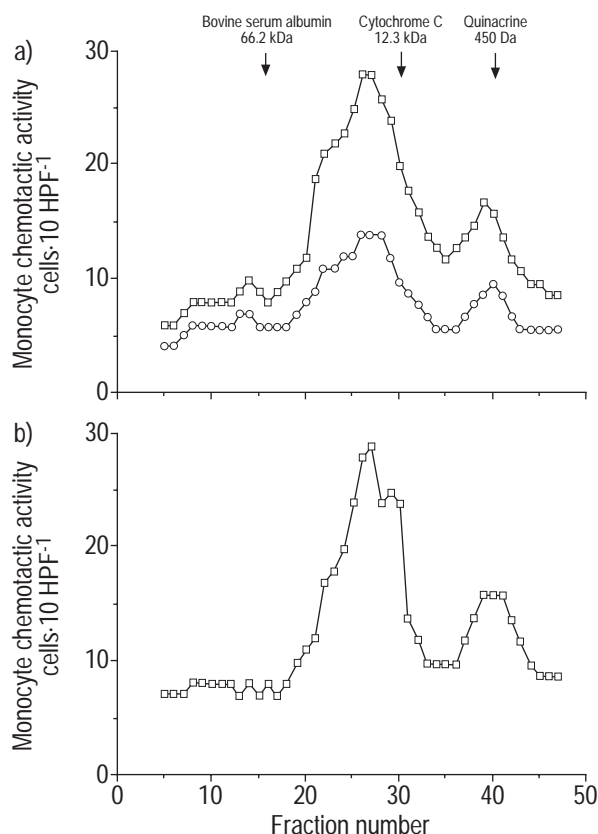 Bovine serum albumin
66.2 kDa
Cytochrome C
12.3 kDa
Quinacrine
450 Da
a)
30
20
10
0
Monocyte chemotactic activity
cells·10 HPF⁻¹
b)
30
20
10
0
Monocyte chemotactic activity
cells·10 HPF⁻¹
0 10 20 30 40 50
Fraction number